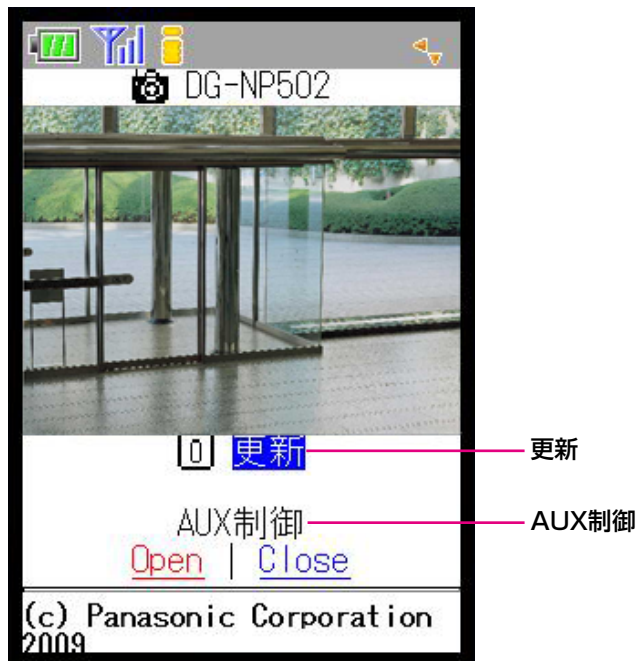 DG-NP502
0 更新
更新
AUX制御
AUX制御
Open | Close
(c) Panasonic Corporation
2009